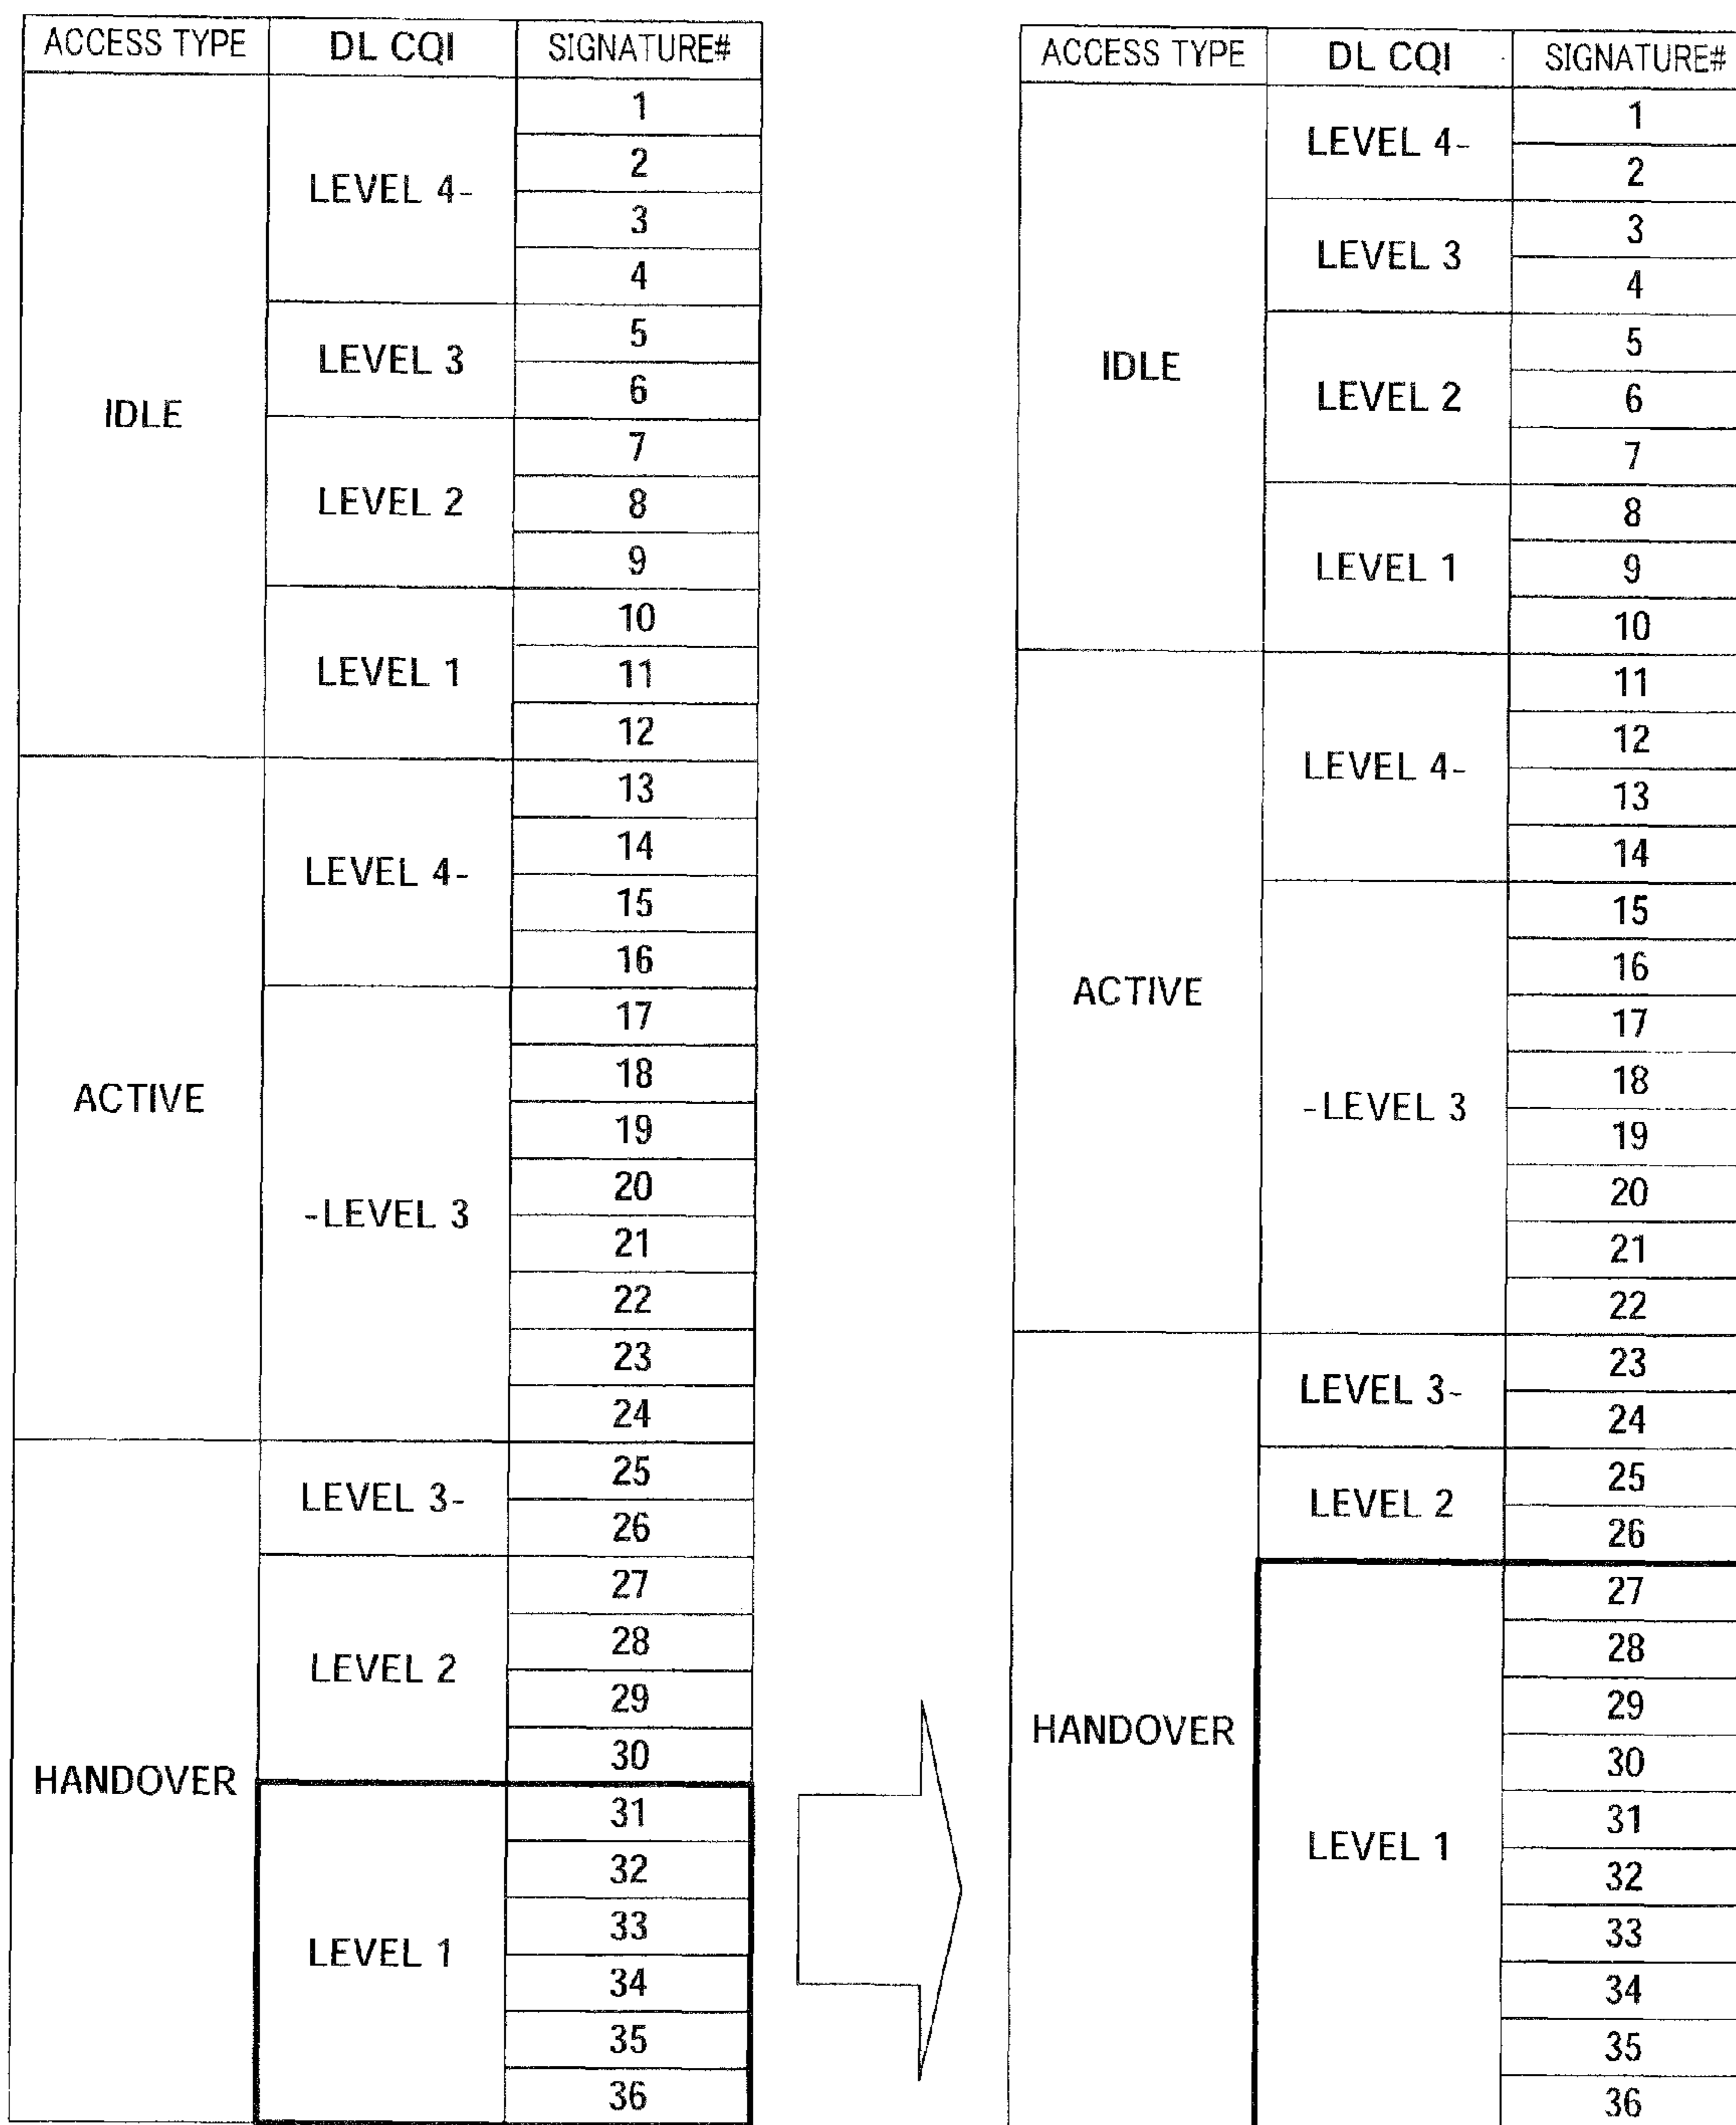 ACCESS TYPE DL CQI SIGNATURE#
IDLE
LEVEL 4-
1
2
3
4
LEVEL 3
5
6
LEVEL 2
7
8
9
LEVEL 1
10
11
12
ACTIVE
LEVEL 4-
13
14
15
16
-LEVEL 3
17
18
19
20
21
22
23
24
HANDOVER
LEVEL 3-
25
26
LEVEL 2
27
28
29
30
LEVEL 1
31
32
33
34
35
36
ACCESS TYPE DL CQI SIGNATURE#
IDLE
LEVEL 4-
1
2
LEVEL 3
3
4
LEVEL 2
5
6
7
LEVEL 1
8
9
10
ACTIVE
LEVEL 4-
11
12
13
14
-LEVEL 3
15
16
17
18
19
20
21
22
HANDOVER
LEVEL 3-
23
24
LEVEL 2
25
26
LEVEL 1
27
28
29
30
31
32
33
34
35
36